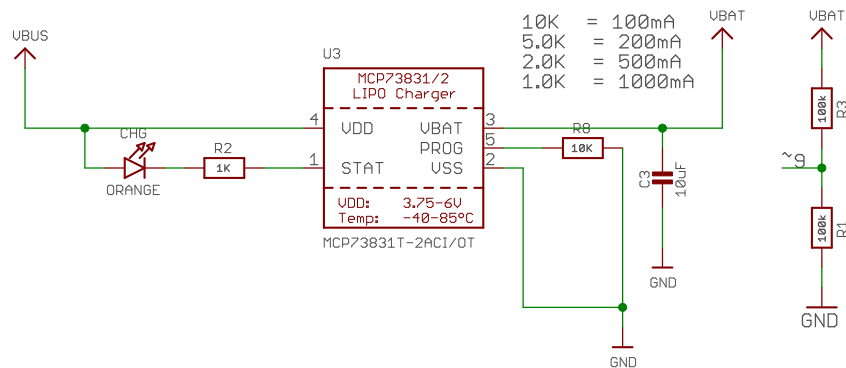 VBUS
10K = 100mA
5.0K = 200mA
2.0K = 500mA
1.0K = 1000mA
VBAT
VBAT
U3
MCP73831/2
LIPO Charger
4
VDD
VBAT
3
PROG
5
STAT
1
VSS
2
VDD: 3.75-6V
Temp: -40-85°C
MCP73831T-2ACI/OT
CHG
ORANGE
R2
1K
R8
10K
C3
10uF
GND
GND
R3
100k
~9
R1
100k
GND